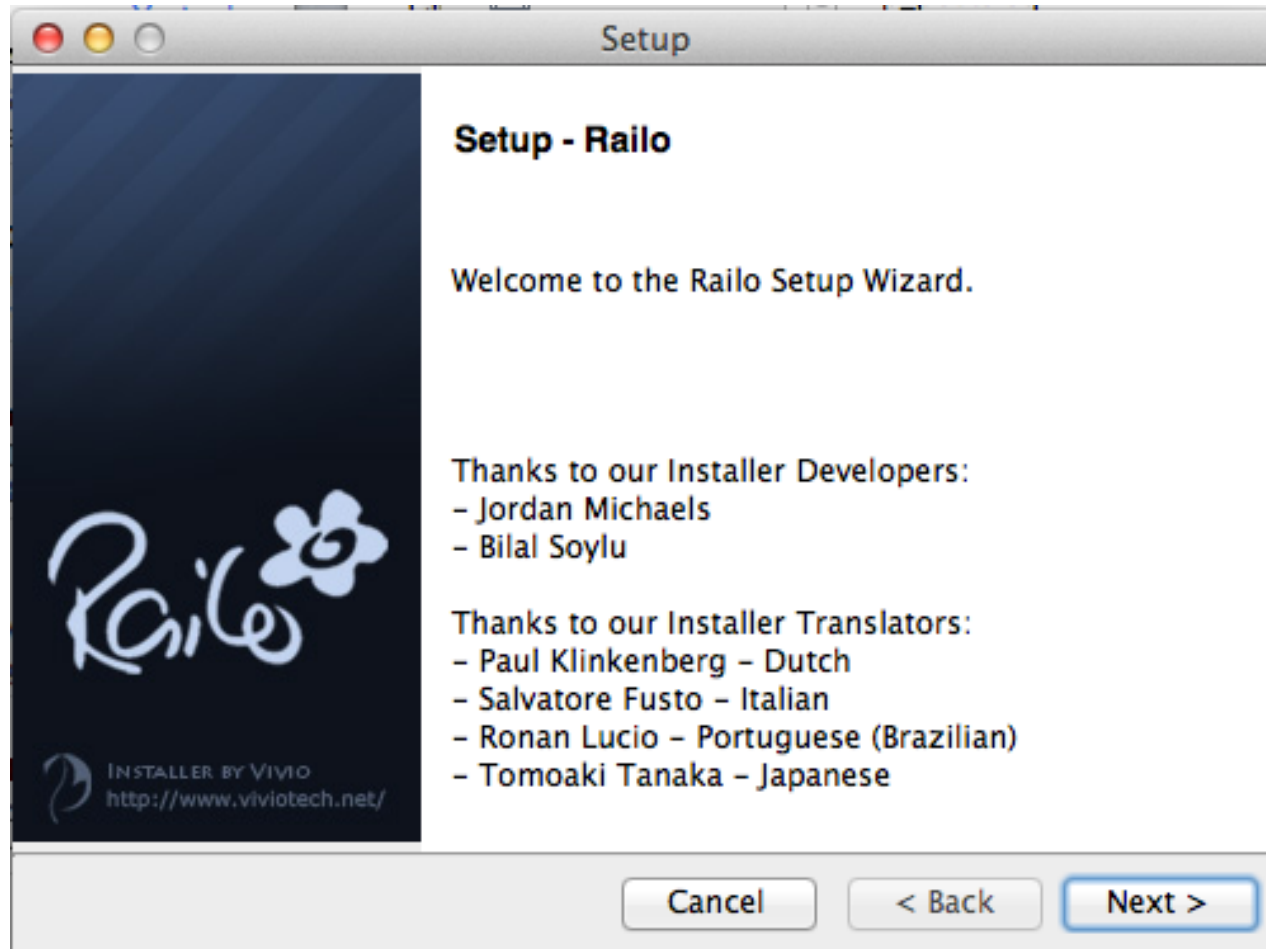 Setup
Setup - Railo
Welcome to the Railo Setup Wizard.
Thanks to our Installer Developers:
– Jordan Michaels
– Bilal Soylu
Thanks to our Installer Translators:
– Paul Klinkenberg – Dutch
– Salvatore Fusto – Italian
– Ronan Lucio – Portuguese (Brazilian)
– Tomoaki Tanaka – Japanese
Railo
INSTALLER BY VIVIO
http://www.viviotech.net/
Cancel
< Back
Next >